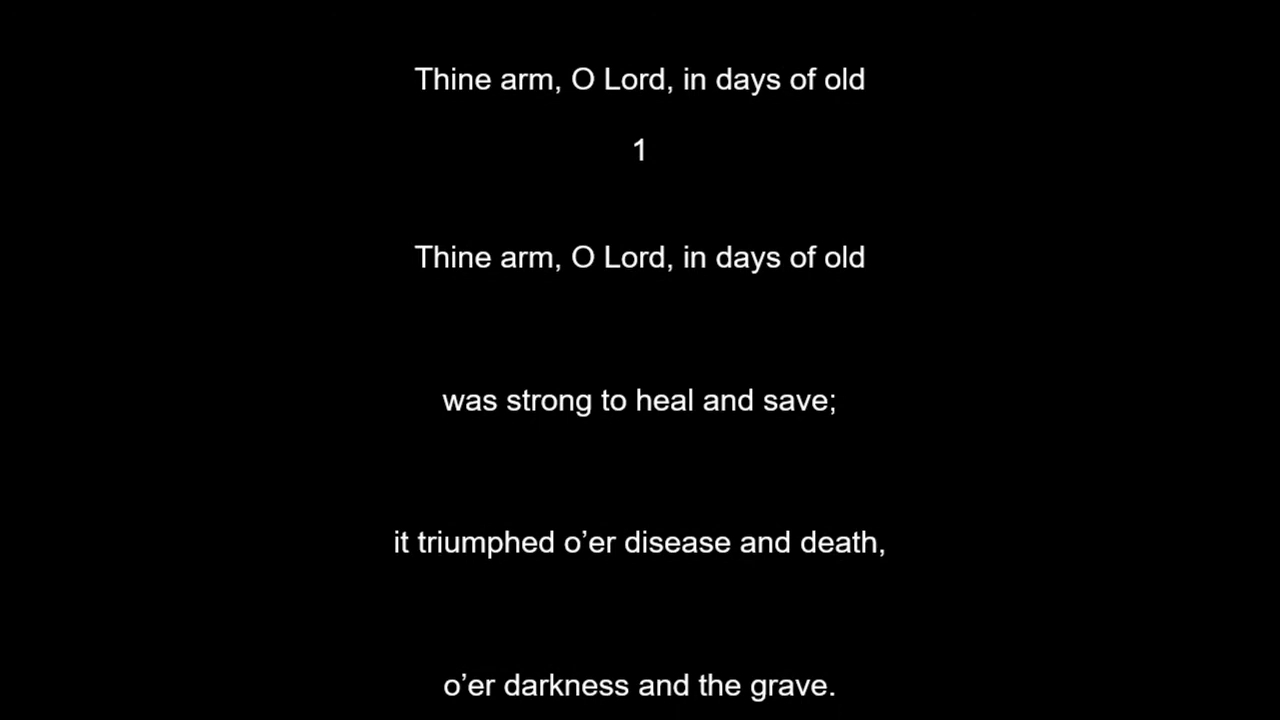 Thine arm, O Lord, in days of old
1
Thine arm, O Lord, in days of old
was strong to heal and save;
it triumphed o’er disease and death,
o’er darkness and the grave.